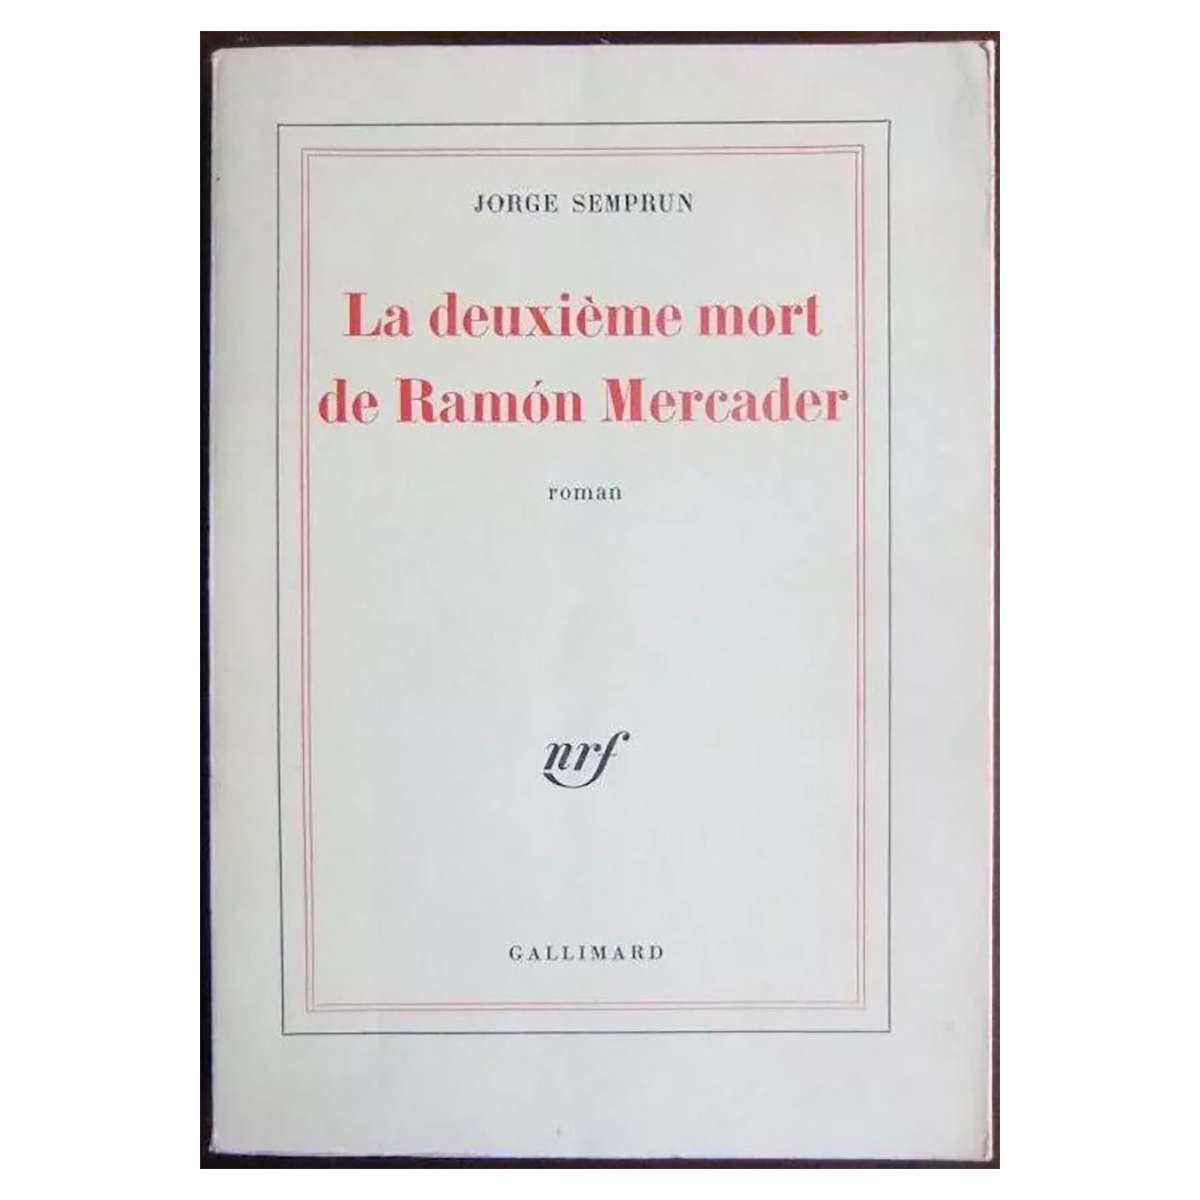 JORGE SEMPRUN
La deuxième mort
de Ramón Mercader
roman
nrf
GALLIMARD